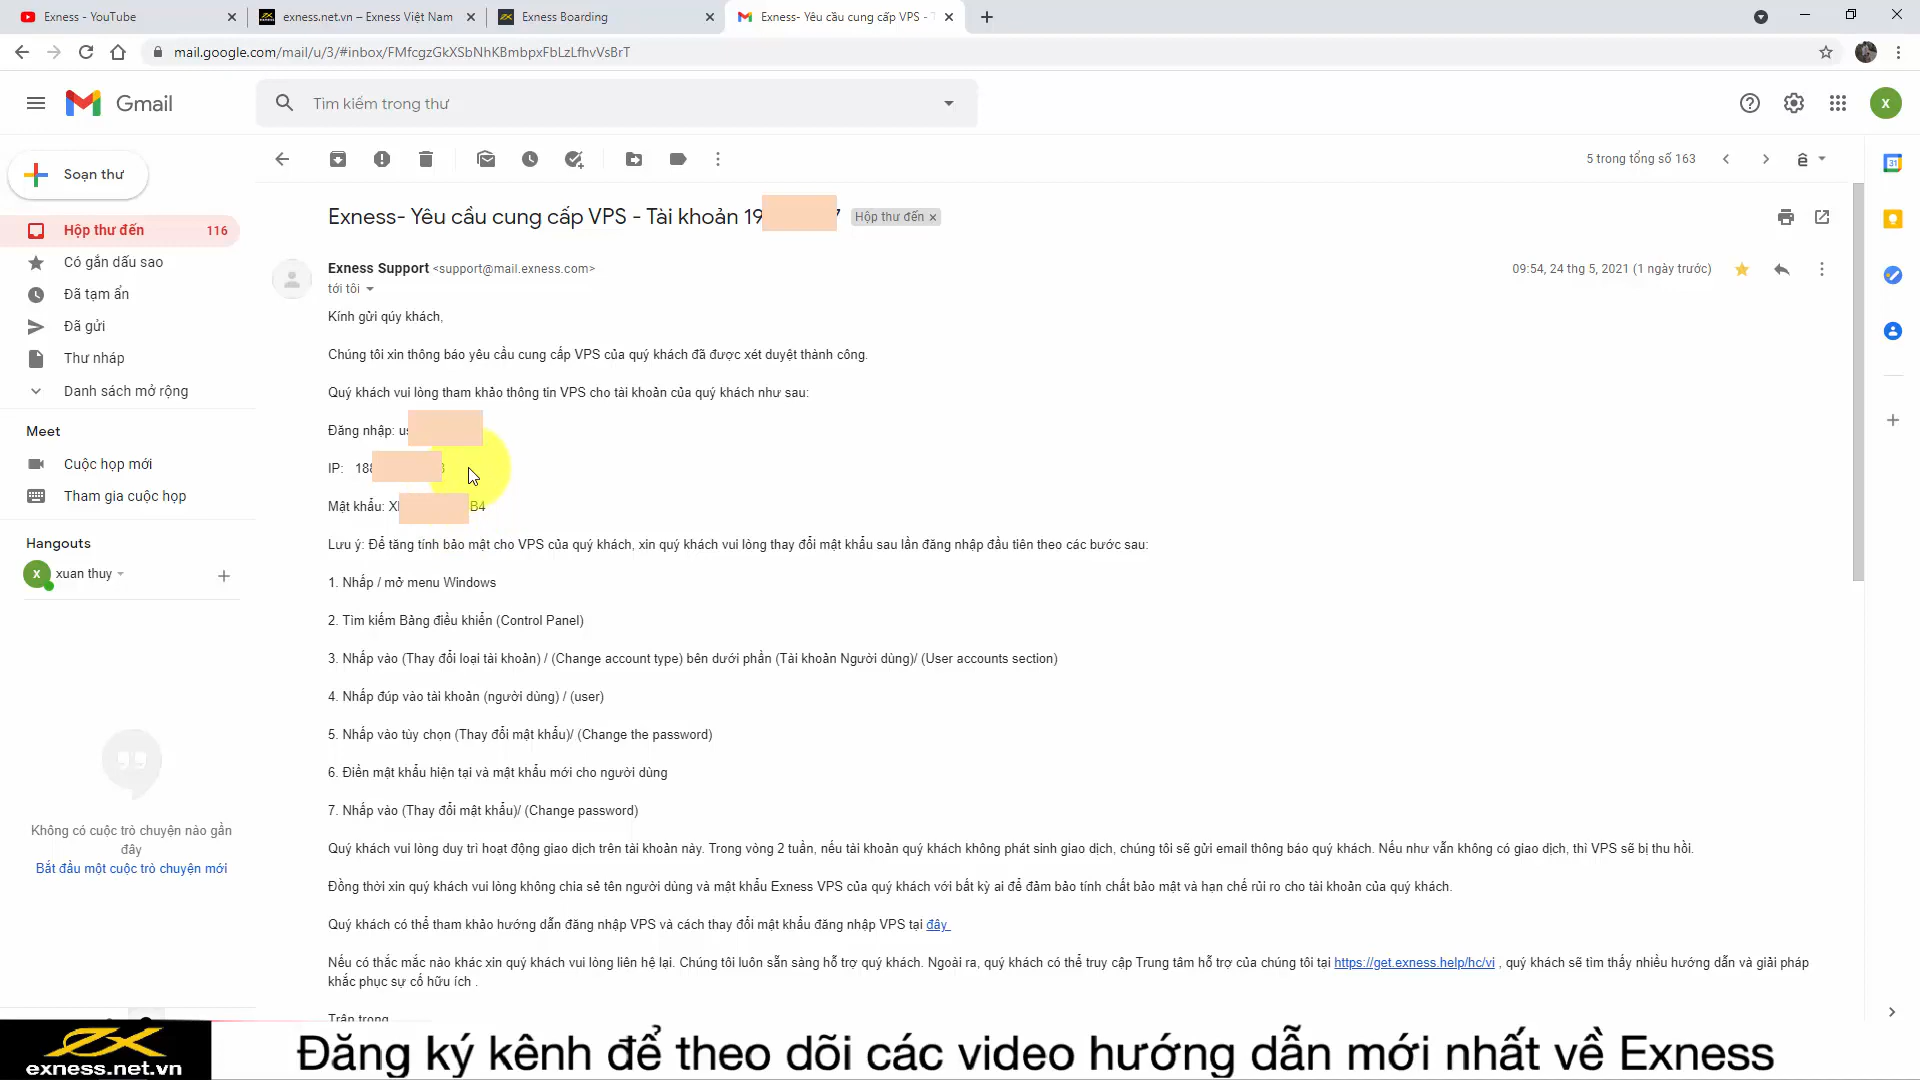 Exness - YouTube
exness.net.vn – Exness Việt Nam
Exness Boarding
Exness- Yêu cầu cung cấp VPS -
mail.google.com/mail/u/3/#inbox/FMfcgzGkXSbNhKBmbpxFbLzLfhvVsBrT
Gmail
Tìm kiếm trong thư
X
Soạn thư
5 trong tổng số 163
31
Exness- Yêu cầu cung cấp VPS - Tài khoản 19
Hộp thư đến
Hộp thư đến 116
Có gắn dấu sao
Đã tạm ẩn
Đã gửi
Thư nháp
Danh sách mở rộng
Exness Support <support@mail.exness.com>
09:54, 24 thg 5, 2021 (1 ngày trước)
tới tôi
Kính gửi qúy khách,
Chúng tôi xin thông báo yêu cầu cung cấp VPS của quý khách đã được xét duyệt thành công.
Quý khách vui lòng tham khảo thông tin VPS cho tài khoản của quý khách như sau:
Đăng nhập: us
IP: 188
Mật khẩu: X B4
Meet
Cuộc họp mới
Tham gia cuộc họp
Hangouts
X
xuan thuy
Không có cuộc trò chuyện nào gần
đây
Bắt đầu một cuộc trò chuyện mới
Lưu ý: Để tăng tính bảo mật cho VPS của quý khách, xin quý khách vui lòng thay đổi mật khẩu sau lần đăng nhập đầu tiên theo các bước sau:
1. Nhấp / mở menu Windows
2. Tìm kiếm Bảng điều khiển (Control Panel)
3. Nhấp vào (Thay đổi loại tài khoản) / (Change account type) bên dưới phần (Tài khoản Người dùng)/ (User accounts section)
4. Nhấp đúp vào tài khoản (người dùng) / (user)
5. Nhấp vào tùy chọn (Thay đổi mật khẩu)/ (Change the password)
6. Điền mật khẩu hiện tại và mật khẩu mới cho người dùng
7. Nhấp vào (Thay đổi mật khẩu)/ (Change password)
Quý khách vui lòng duy trì hoạt động giao dịch trên tài khoản này. Trong vòng 2 tuần, nếu tài khoản quý khách không phát sinh giao dịch, chúng tôi sẽ gửi email thông báo quý khách. Nếu như vẫn không có giao dịch, thì VPS sẽ bị thu hồi.
Đồng thời xin quý khách vui lòng không chia sẻ tên người dùng và mật khẩu Exness VPS của quý khách với bất kỳ ai để đảm bảo tính chất bảo mật và hạn chế rủi ro cho tài khoản của quý khách.
Quý khách có thể tham khảo hướng dẫn đăng nhập VPS và cách thay đổi mật khẩu đăng nhập VPS tại đây
Nếu có thắc mắc nào khác xin quý khách vui lòng liên hệ lại. Chúng tôi luôn sẵn sàng hỗ trợ quý khách. Ngoài ra, quý khách có thể truy cập Trung tâm hỗ trợ của chúng tôi tại https://get.exness.help/hc/vi , quý khách sẽ tìm thấy nhiều hướng dẫn và giải pháp
khắc phục sự cố hữu ích .
Trân trọng
ex
exness.net.vn
Đăng ký kênh để theo dõi các video hướng dẫn mới nhất về Exness